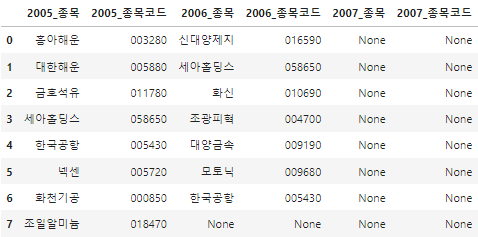 2005_종목 2005_종목코드 2006_종목 2006_종목코드 2007_종목 2007_종목코드
0 흥아해운 003280 신대양제지 016590 None None
1 대한해운 005880 세아홀딩스 058650 None None
2 금호석유 011780 화신 010690 None None
3 세아홀딩스 058650 조광피혁 004700 None None
4 한국공항 005430 대양금속 009190 None None
5 넥센 005720 모토닉 009680 None None
6 화천기공 000850 한국공항 005430 None None
7 조일알미늄 018470 None None None None